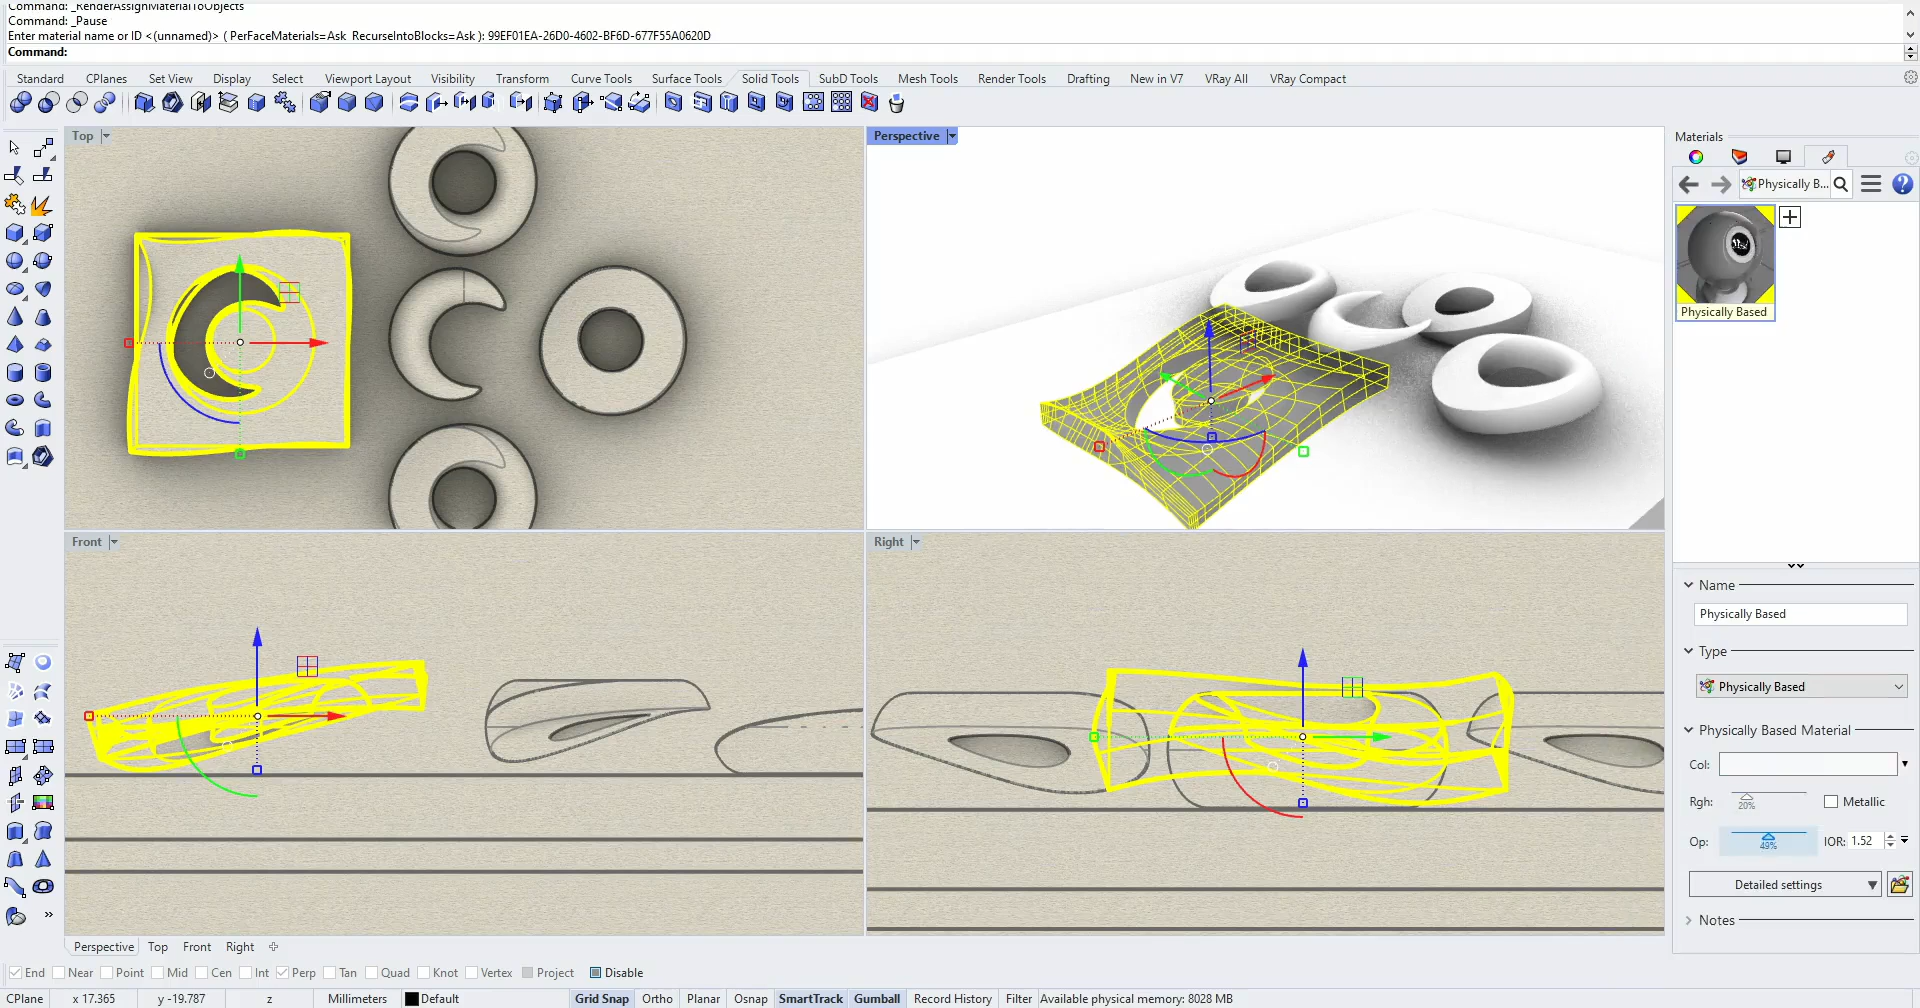 Command: _RenderAssignMaterialToObjects
Command: _Pause
Enter material name or ID <(unnamed)> ( PerFaceMaterials=Ask  RecurseIntoBlocks=Ask ): 99EF01EA-26D0-4602-BF6D-677F55A0620D
Command:
Standard CPlanes Set View Display Select Viewport Layout Visibility Transform Curve Tools Surface Tools Solid Tools SubD Tools Mesh Tools Render Tools Drafting New in V7 VRay All VRay Compact
Top
Perspective
Materials
Physically B...
Physically Based
Front
Right
Name
Physically Based
Type
Physically Based
Physically Based Material
Col:
Rgh: 20% Metallic
Op: 49% IOR: 1.52
Detailed settings
Notes
Perspective Top Front Right
End Near Point Mid Cen Int Perp Tan Quad Knot Vertex Project Disable
CPlane x 17.365 y -19.787 z Millimeters Default Grid Snap Ortho Planar Osnap SmartTrack Gumball Record History Filter Available physical memory: 8028 MB